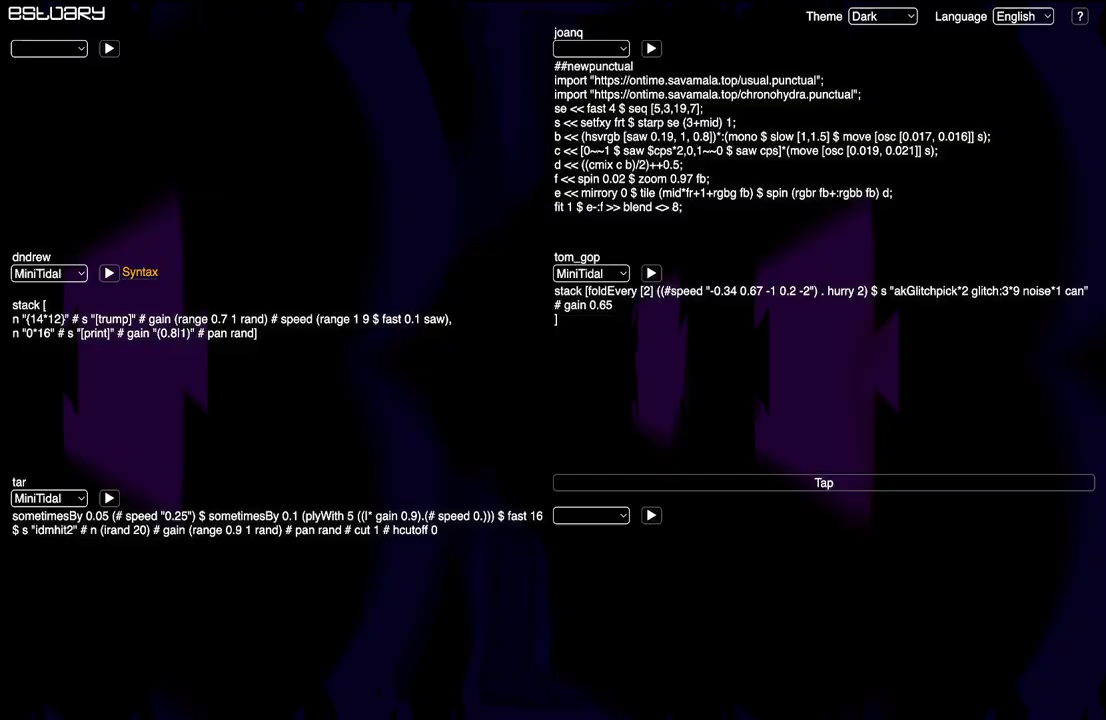 estuary
Theme Dark Language English ?
joanq
##newpunctual
import "https://ontime.savamala.top/usual.punctual";
import "https://ontime.savamala.top/chronohydra.punctual";
se << fast 4 $ seq [5,3,19,7];
s << setfxy frt $ starp se (3+mid) 1;
b << (hsvrgb [saw 0.19, 1, 0.8])*:(mono $ slow [1,1.5] $ move [osc [0.017, 0.016]] s);
c << [0~~1 $ saw $cps*2,0,1~~0 $ saw cps]*(move [osc [0.019, 0.021]] s);
d << ((cmix c b)/2)++0.5;
f << spin 0.02 $ zoom 0.97 fb;
e << mirrory 0 $ tile (mid*fr+1+rgbg fb) $ spin (rgbr fb+:rgbb fb) d;
fit 1 $ e-:f >> blend <> 8;
dndrew
MiniTidal Syntax
stack [
n "{14*12}" # s "[trump]" # gain (range 0.7 1 rand) # speed (range 1 9 $ fast 0.1 saw),
n "0*16" # s "[print]" # gain "(0.8|1)" # pan rand]
tom_gop
MiniTidal
stack [foldEvery [2] ((#speed "-0.34 0.67 -1 0.2 -2") . hurry 2) $ s "akGlitchpick*2 glitch:3*9 noise*1 can"
# gain 0.65
]
tar
MiniTidal
sometimesBy 0.05 (# speed "0.25") $ sometimesBy 0.1 (plyWith 5 ((|* gain 0.9).(# speed 0.))) $ fast 16
$ s "idmhit2" # n (irand 20) # gain (range 0.9 1 rand) # pan rand # cut 1 # hcutoff 0
Tap